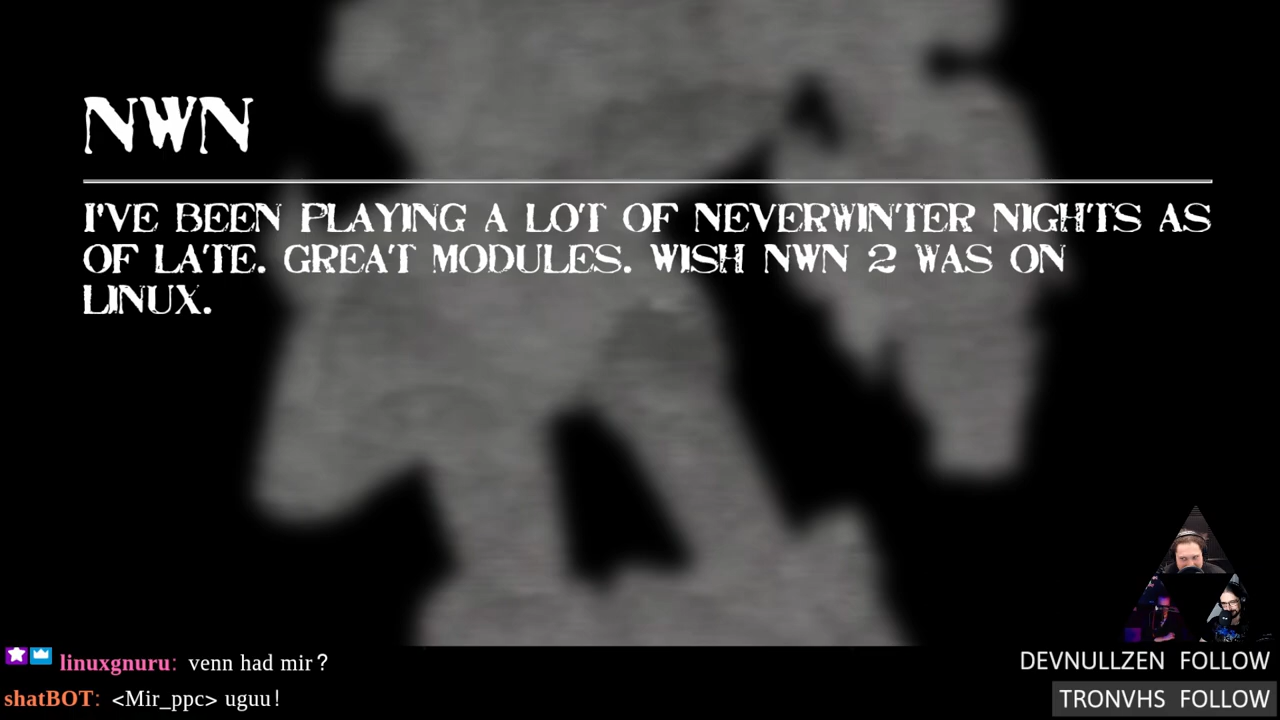 NWN
I'VE BEEN PLAYING A LOT OF NEVERWINTER NIGHTS AS
OF LATE. GREAT MODULES. WISH NWN 2 WAS ON
LINUX.
linuxgnuru: venn had mir?
shatBOT: <Mir_ppc> uguu!
DEVNULLZEN FOLLOW
TRONVHS FOLLOW